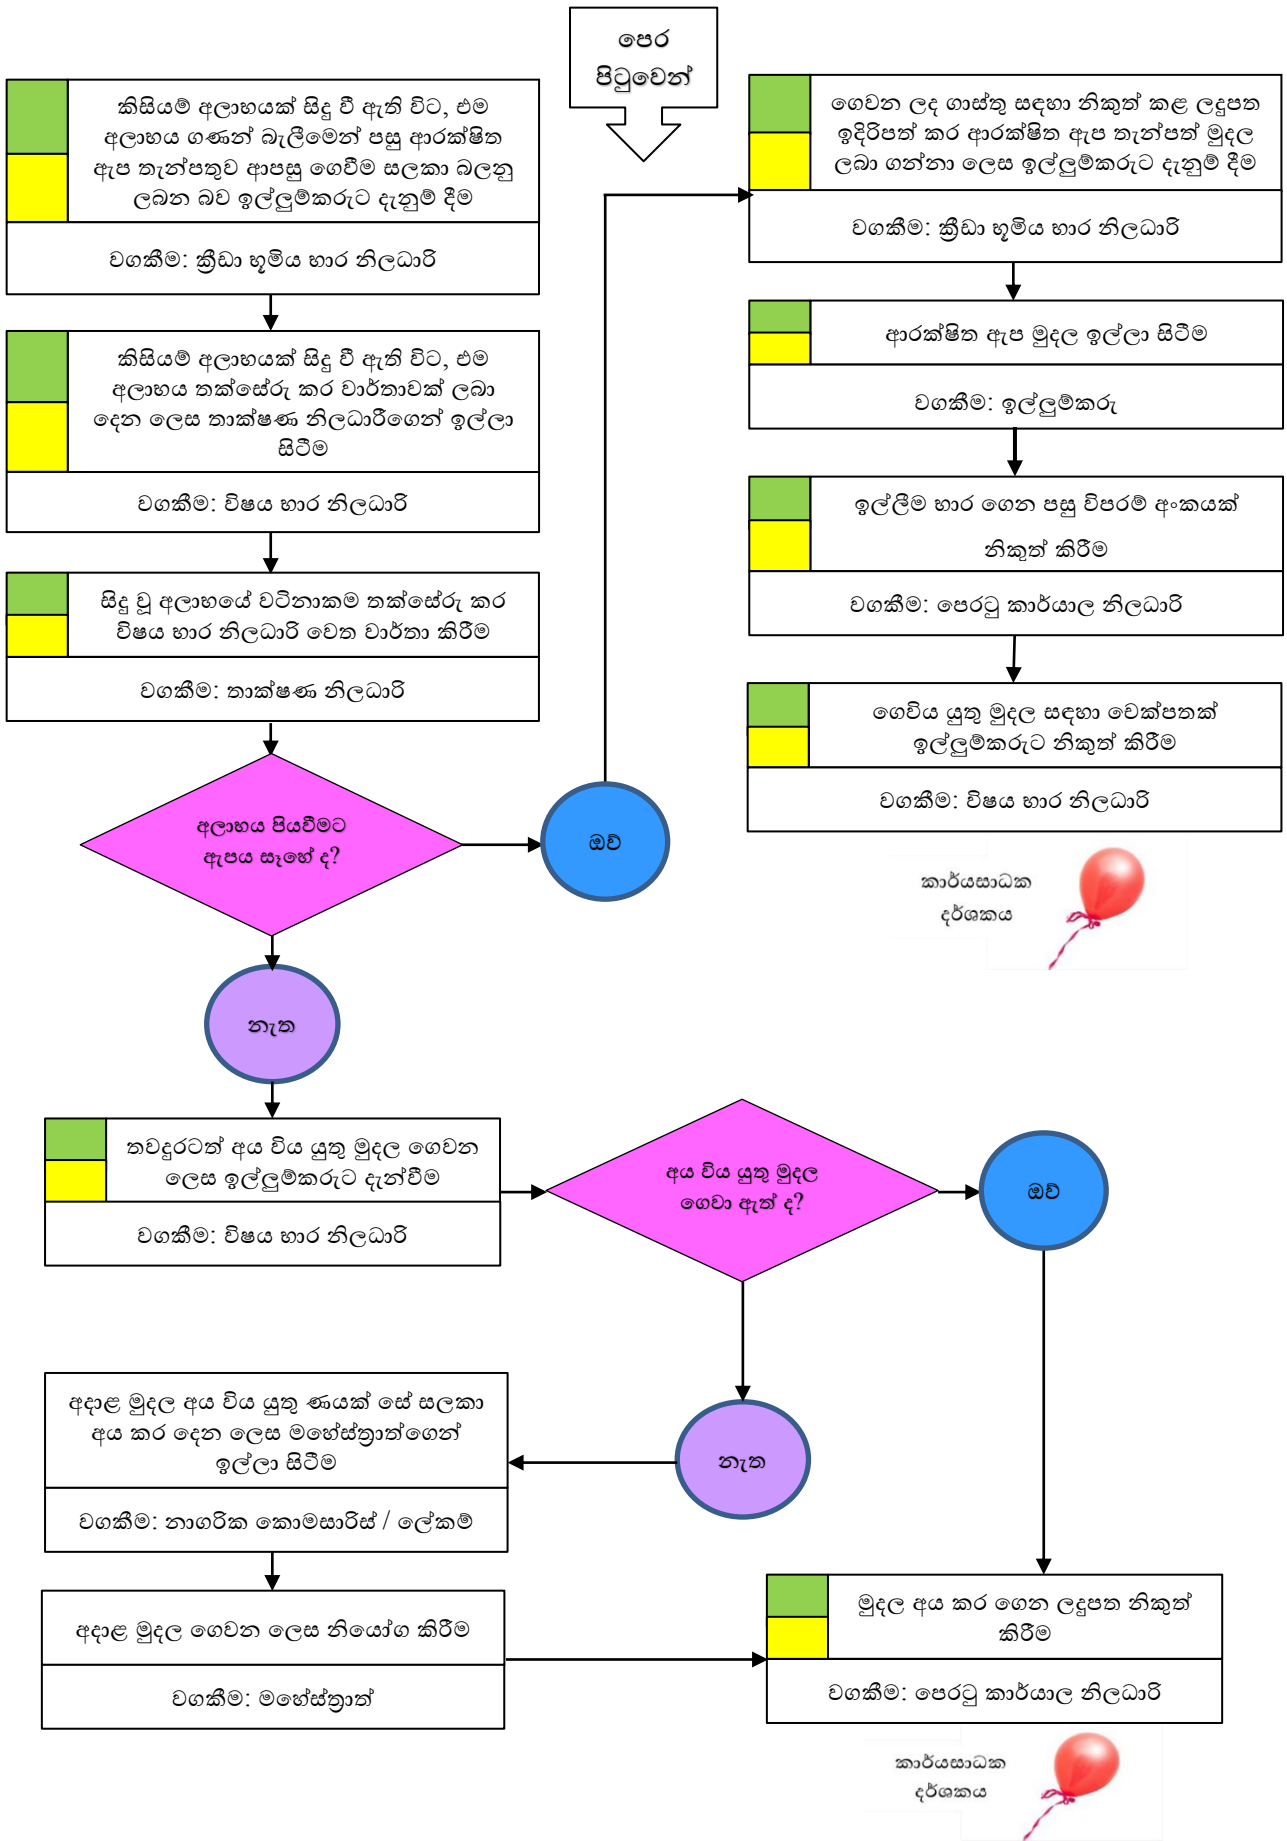 පෙර
පිටුවෙන්
කිසියම් අලාභයක් සිදු වී ඇති විට, එම
අලාභය ගණන් බැලීමෙන් පසු ආරක්ෂිත
ඇප තැන්පතුව ආපසු ගෙවීම සලකා බලනු
ලබන බව ඉල්ලුම්කරුට දැනුම් දීම
වගකීම: ක්‍රීඩා භූමිය භාර නිලධාරි
කිසියම් අලාභයක් සිදු වී ඇති විට, එම
අලාභය තක්සේරු කර වාර්තාවක් ලබා
දෙන ලෙස තාක්ෂණ නිලධාරීගෙන් ඉල්ලා
සිටීම
වගකීම: විෂය භාර නිලධාරි
සිදු වූ අලාභයේ වටිනාකම තක්සේරු කර
විෂය භාර නිලධාරි වෙත වාර්තා කිරීම
වගකීම: තාක්ෂණ නිලධාරි
අලාභය පියවීමට
ඇපය සෑහේ ද?
ඔව්
ගෙවන ලද ගාස්තු සඳහා නිකුත් කළ ලදුපත
ඉදිරිපත් කර ආරක්ෂිත ඇප තැන්පත් මුදල
ලබා ගන්නා ලෙස ඉල්ලුම්කරුට දැනුම් දීම
වගකීම: ක්‍රීඩා භූමිය භාර නිලධාරි
ආරක්ෂිත ඇප මුදල ඉල්ලා සිටීම
වගකීම: ඉල්ලුම්කරු
ඉල්ලීම භාර ගෙන පසු විපරම් අංකයක්
නිකුත් කිරීම
වගකීම: පෙරටු කාර්යාල නිලධාරි
ගෙවිය යුතු මුදල සඳහා චෙක්පතක්
ඉල්ලුම්කරුට නිකුත් කිරීම
වගකීම: විෂය භාර නිලධාරි
කාර්යසාධක
දර්ශකය
නැත
තවදුරටත් අය විය යුතු මුදල ගෙවන
ලෙස ඉල්ලුම්කරුට දැන්වීම
වගකීම: විෂය භාර නිලධාරි
අය විය යුතු මුදල
ගෙවා ඇත් ද?
ඔව්
නැත
අදාළ මුදල අය විය යුතු ණයක් සේ සලකා
අය කර දෙන ලෙස මහේස්ත්‍රාත්ගෙන්
ඉල්ලා සිටීම
වගකීම: නාගරික කොමසාරිස් / ලේකම්
අදාළ මුදල ගෙවන ලෙස නියෝග කිරීම
වගකීම: මහේස්ත්‍රාත්
මුදල අය කර ගෙන ලදුපත නිකුත්
කිරීම
වගකීම: පෙරටු කාර්යාල නිලධාරි
කාර්යසාධක
දර්ශකය